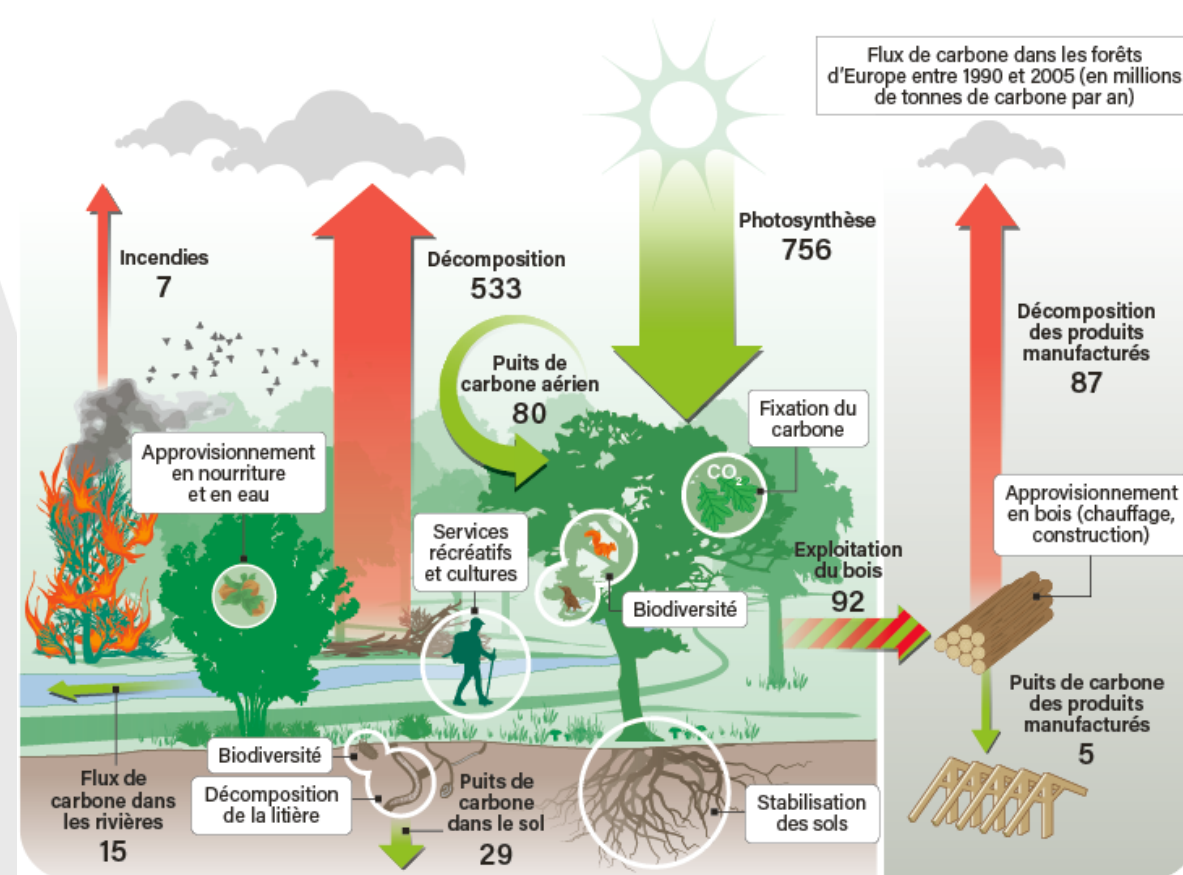 Flux de carbone dans les forêts
d'Europe entre 1990 et 2005 (en millions
de tonnes de carbone par an)
Incendies
7
Décomposition
533
Photosynthèse
756
Puits de
carbone aérien
80
Décomposition
des produits
manufacturés
87
Fixation du
carbone
CO2
Approvisionnement
en nourriture
et en eau
Services
récréatifs
et cultures
Biodiversité
Exploitation
du bois
92
Approvisionnement
en bois (chauffage,
construction)
Puits de carbone
des produits
manufacturés
5
Flux de
carbone dans
les rivières
15
Biodiversité
Décomposition
de la litière
Puits de
carbone
dans le sol
29
Stabilisation
des sols